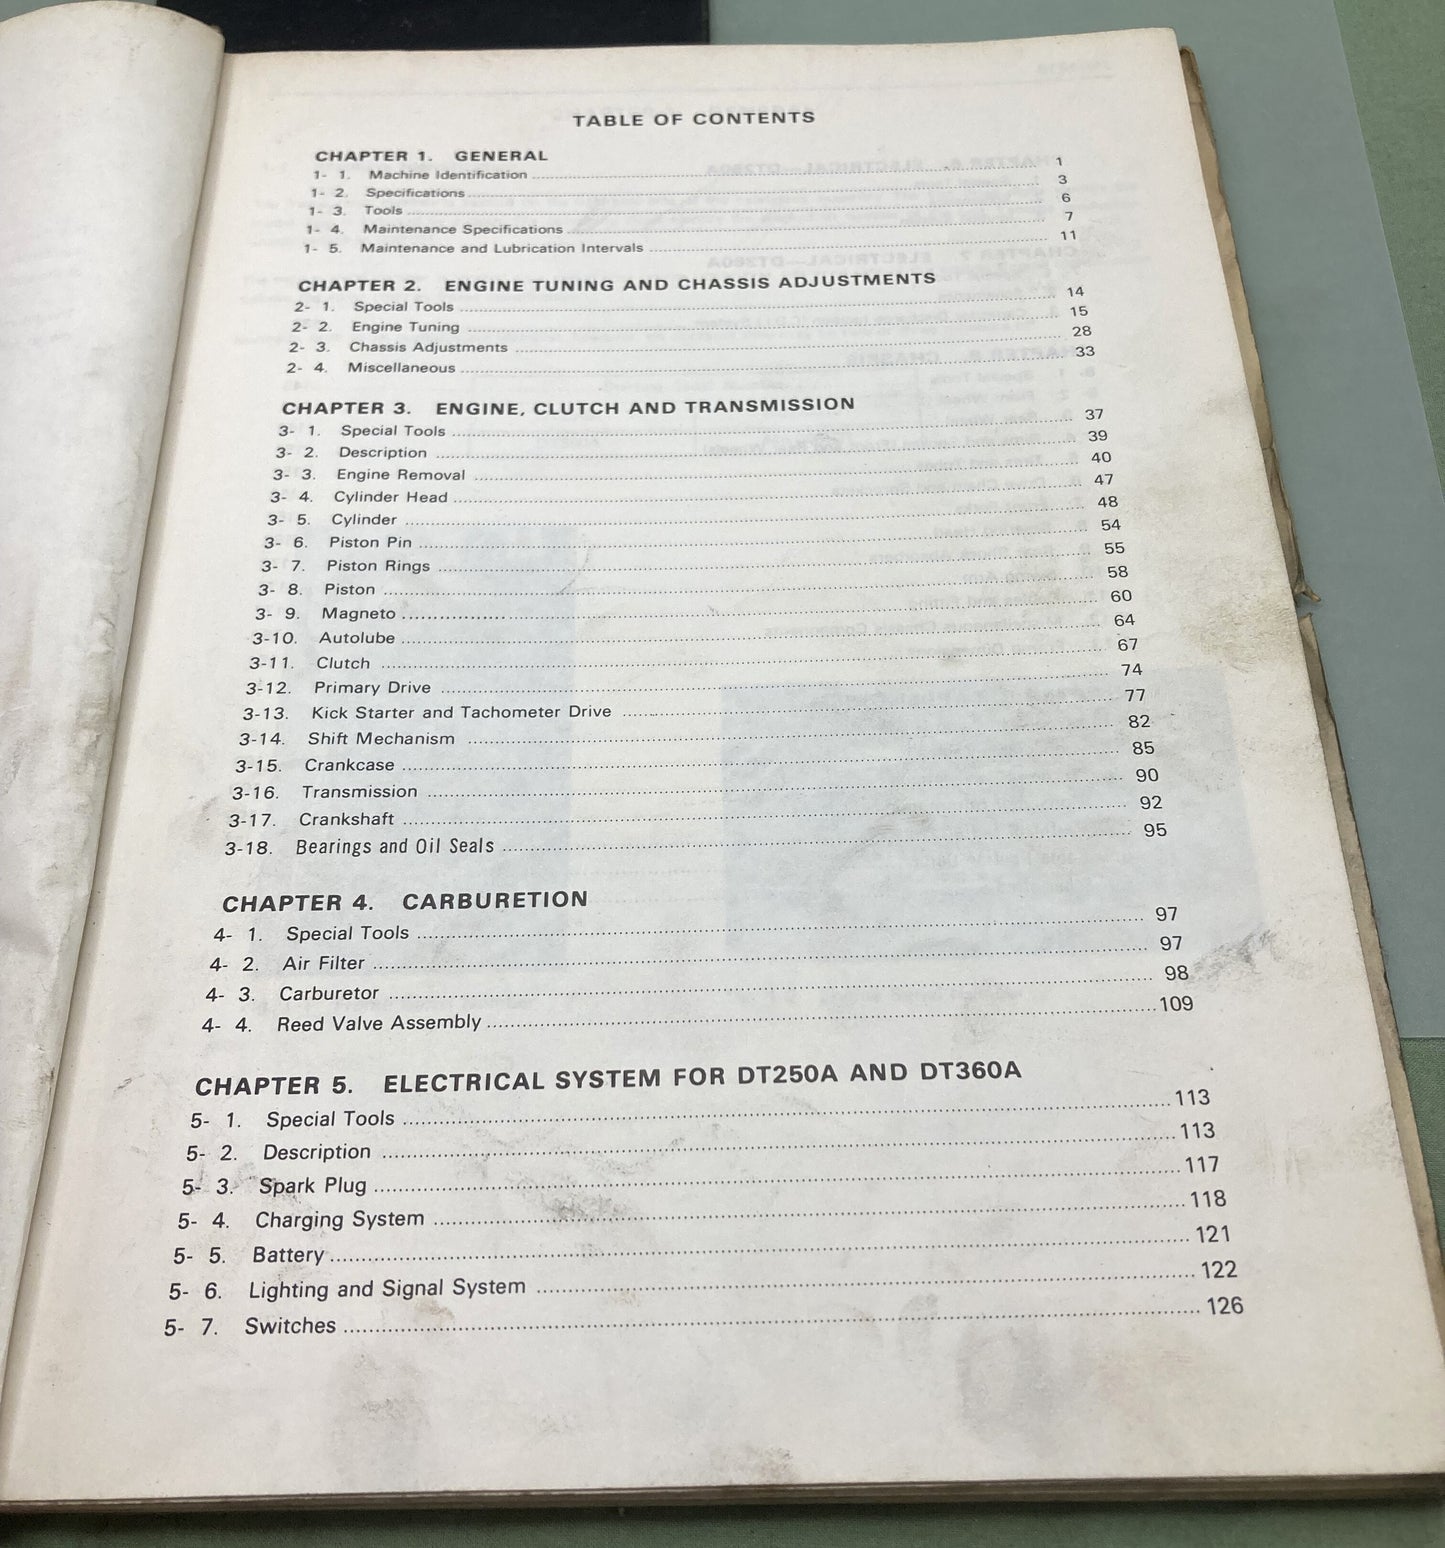 TABLE OF CONTENTS
CHAPTER 1. GENERAL
1- 1. Machine Identification 1
1- 2. Specifications 3
1- 3. Tools 6
1- 4. Maintenance Specifications 7
1- 5. Maintenance and Lubrication Intervals 11
CHAPTER 2. ENGINE TUNING AND CHASSIS ADJUSTMENTS
2- 1. Special Tools 14
2- 2. Engine Tuning 15
2- 3. Chassis Adjustments 28
2- 4. Miscellaneous 33
CHAPTER 3. ENGINE, CLUTCH AND TRANSMISSION
3- 1. Special Tools 37
3- 2. Description 39
3- 3. Engine Removal 40
3- 4. Cylinder Head 47
3- 5. Cylinder 48
3- 6. Piston Pin 54
3- 7. Piston Rings 55
3- 8. Piston 58
3- 9. Magneto 60
3-10. Autolube 64
3-11. Clutch 67
3-12. Primary Drive 74
3-13. Kick Starter and Tachometer Drive 77
3-14. Shift Mechanism 82
3-15. Crankcase 85
3-16. Transmission 90
3-17. Crankshaft 92
3-18. Bearings and Oil Seals 95
CHAPTER 4. CARBURETION
4- 1. Special Tools 97
4- 2. Air Filter 97
4- 3. Carburetor 98
4- 4. Reed Valve Assembly 109
CHAPTER 5. ELECTRICAL SYSTEM FOR DT250A AND DT360A
5- 1. Special Tools 113
5- 2. Description 113
5- 3. Spark Plug 117
5- 4. Charging System 118
5- 5. Battery 121
5- 6. Lighting and Signal System 122
5- 7. Switches 126